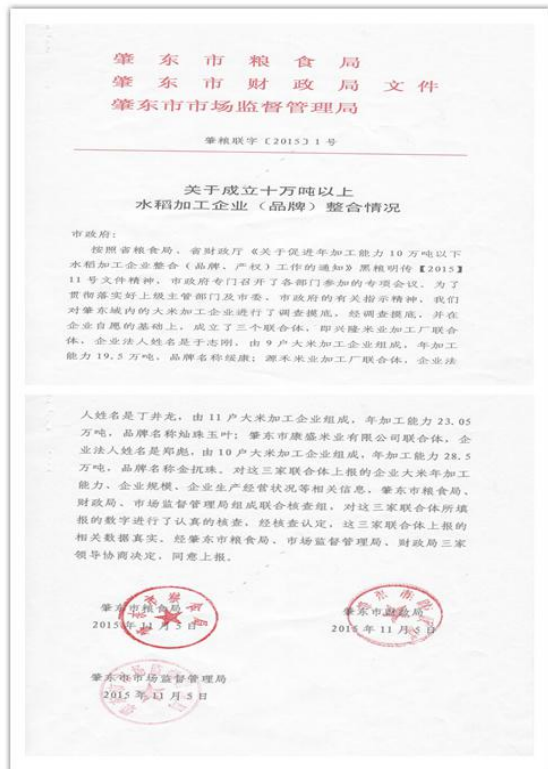 肇东市粮食局
肇东市财政局文件
肇东市市场监督管理局
肇粮联字〔2015〕1号
关于成立十万吨以上
水稻加工企业（品牌）整合情况
市政府：
按照省粮食局、省财政厅《关于促进年加工能力10万吨以下
水稻加工企业整合（品牌、产权）工作的通知》黑粮明传【2015】
11号文件精神，市政府专门召开了各部门参加的专项会议。为了
贯彻落实好上级主管部门及市委、市政府的有关指示精神，我们
对肇东域内的大米加工企业进行了调查摸底，经调查摸底，并在
企业自愿的基础上，成立了三个联合体，即兴隆米业加工厂联合
体，企业法人姓名是于志刚，由9户大米加工企业组成，年加工
能力19.5万吨，品牌名称绥康；源禾米业加工厂联合体，企业法
人姓名是丁井龙，由11户大米加工企业组成，年加工能力23.05
万吨，品牌名称灿珠玉叶；肇东市康盛米业有限公司联合体，企
业法人姓名是郑彪，由10户大米加工企业组成，年加工能力28.5
万吨，品牌名称金抚珠。对这三家联合体上报的企业大米年加工
能力、企业规模、企业生产经营状况等相关信息，肇东市粮食局、
财政局、市场监督管理局组成联合核查组，对这三家联合体所填
报的数字进行了认真的核查，经核查认定，这三家联合体上报的
相关数据真实。经肇东市粮食局、市场监督管理局、财政局三家
领导协商决定，同意上报。
肇东市粮食局
2015年11月5日
肇东市财政局
2015年11月5日
肇东市市场监督管理局
2015年11月5日